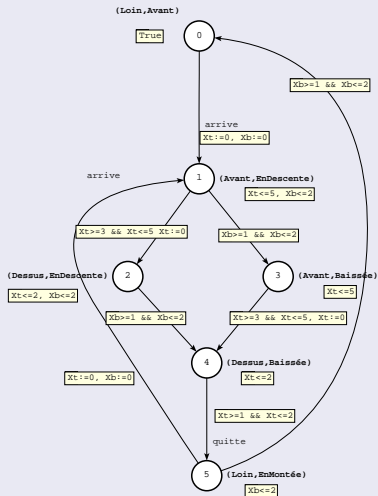 (Loin,Avant)
True
0
Xb>=1 && Xb<=2
arrive
Xt:=0, Xb:=0
arrive
1
(Avant,EnDescente)
Xt<=5, Xb<=2
Xt>=3 && Xt<=5 Xt:=0
Xb>=1 && Xb<=2
(Dessus,EnDescente)
2
3
(Avant,Baissée)
Xt<=2, Xb<=2
Xt<=5
Xb>=1 && Xb<=2
Xt>=3 && Xt<=5, Xt:=0
4
(Dessus,Baissée)
Xt:=0, Xb:=0
Xt<=2
Xt>=1 && Xt<=2
quitte
5
(Loin,EnMontée)
Xb<=2